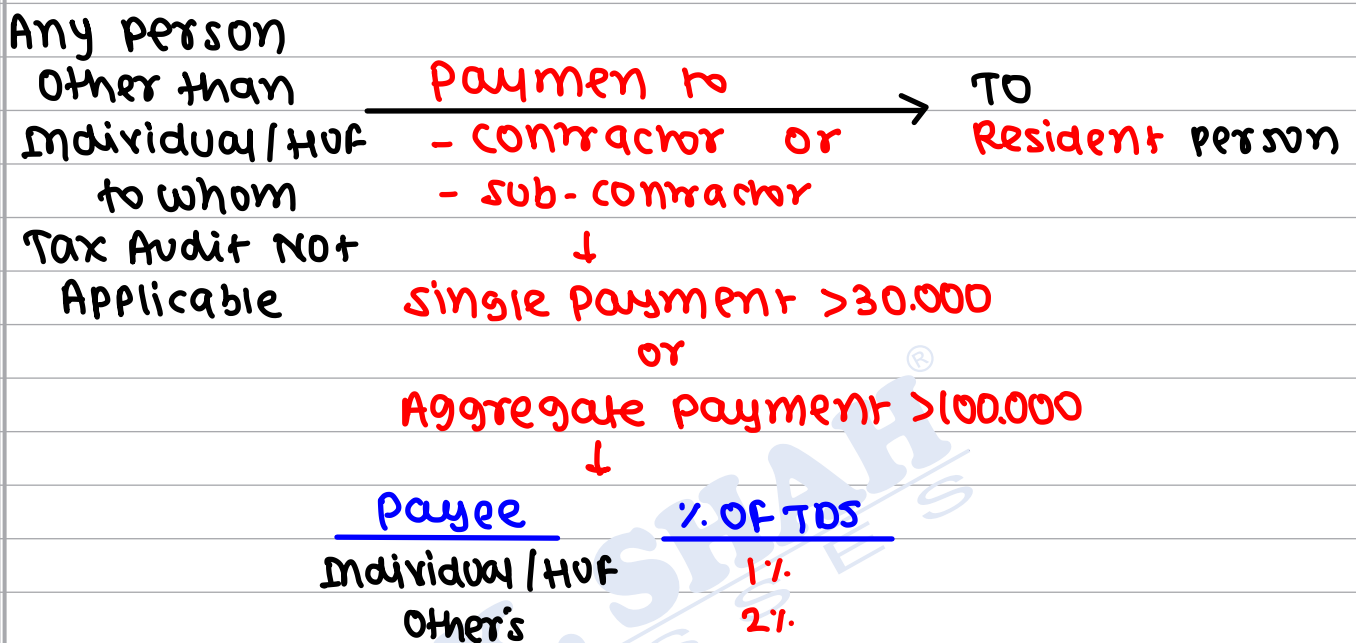 Any person
Other than
Individual/HUF
to whom
Tax Audit Not
Applicable
Paymen to
- contractor or
- sub-contractor
↓
TO
Resident person
single payment >30.000
or
Aggregate payment >100.000
↓
Payee % OF TDS
Individual/HUF 1%.
Other's 2%.
SHAH
ES
®